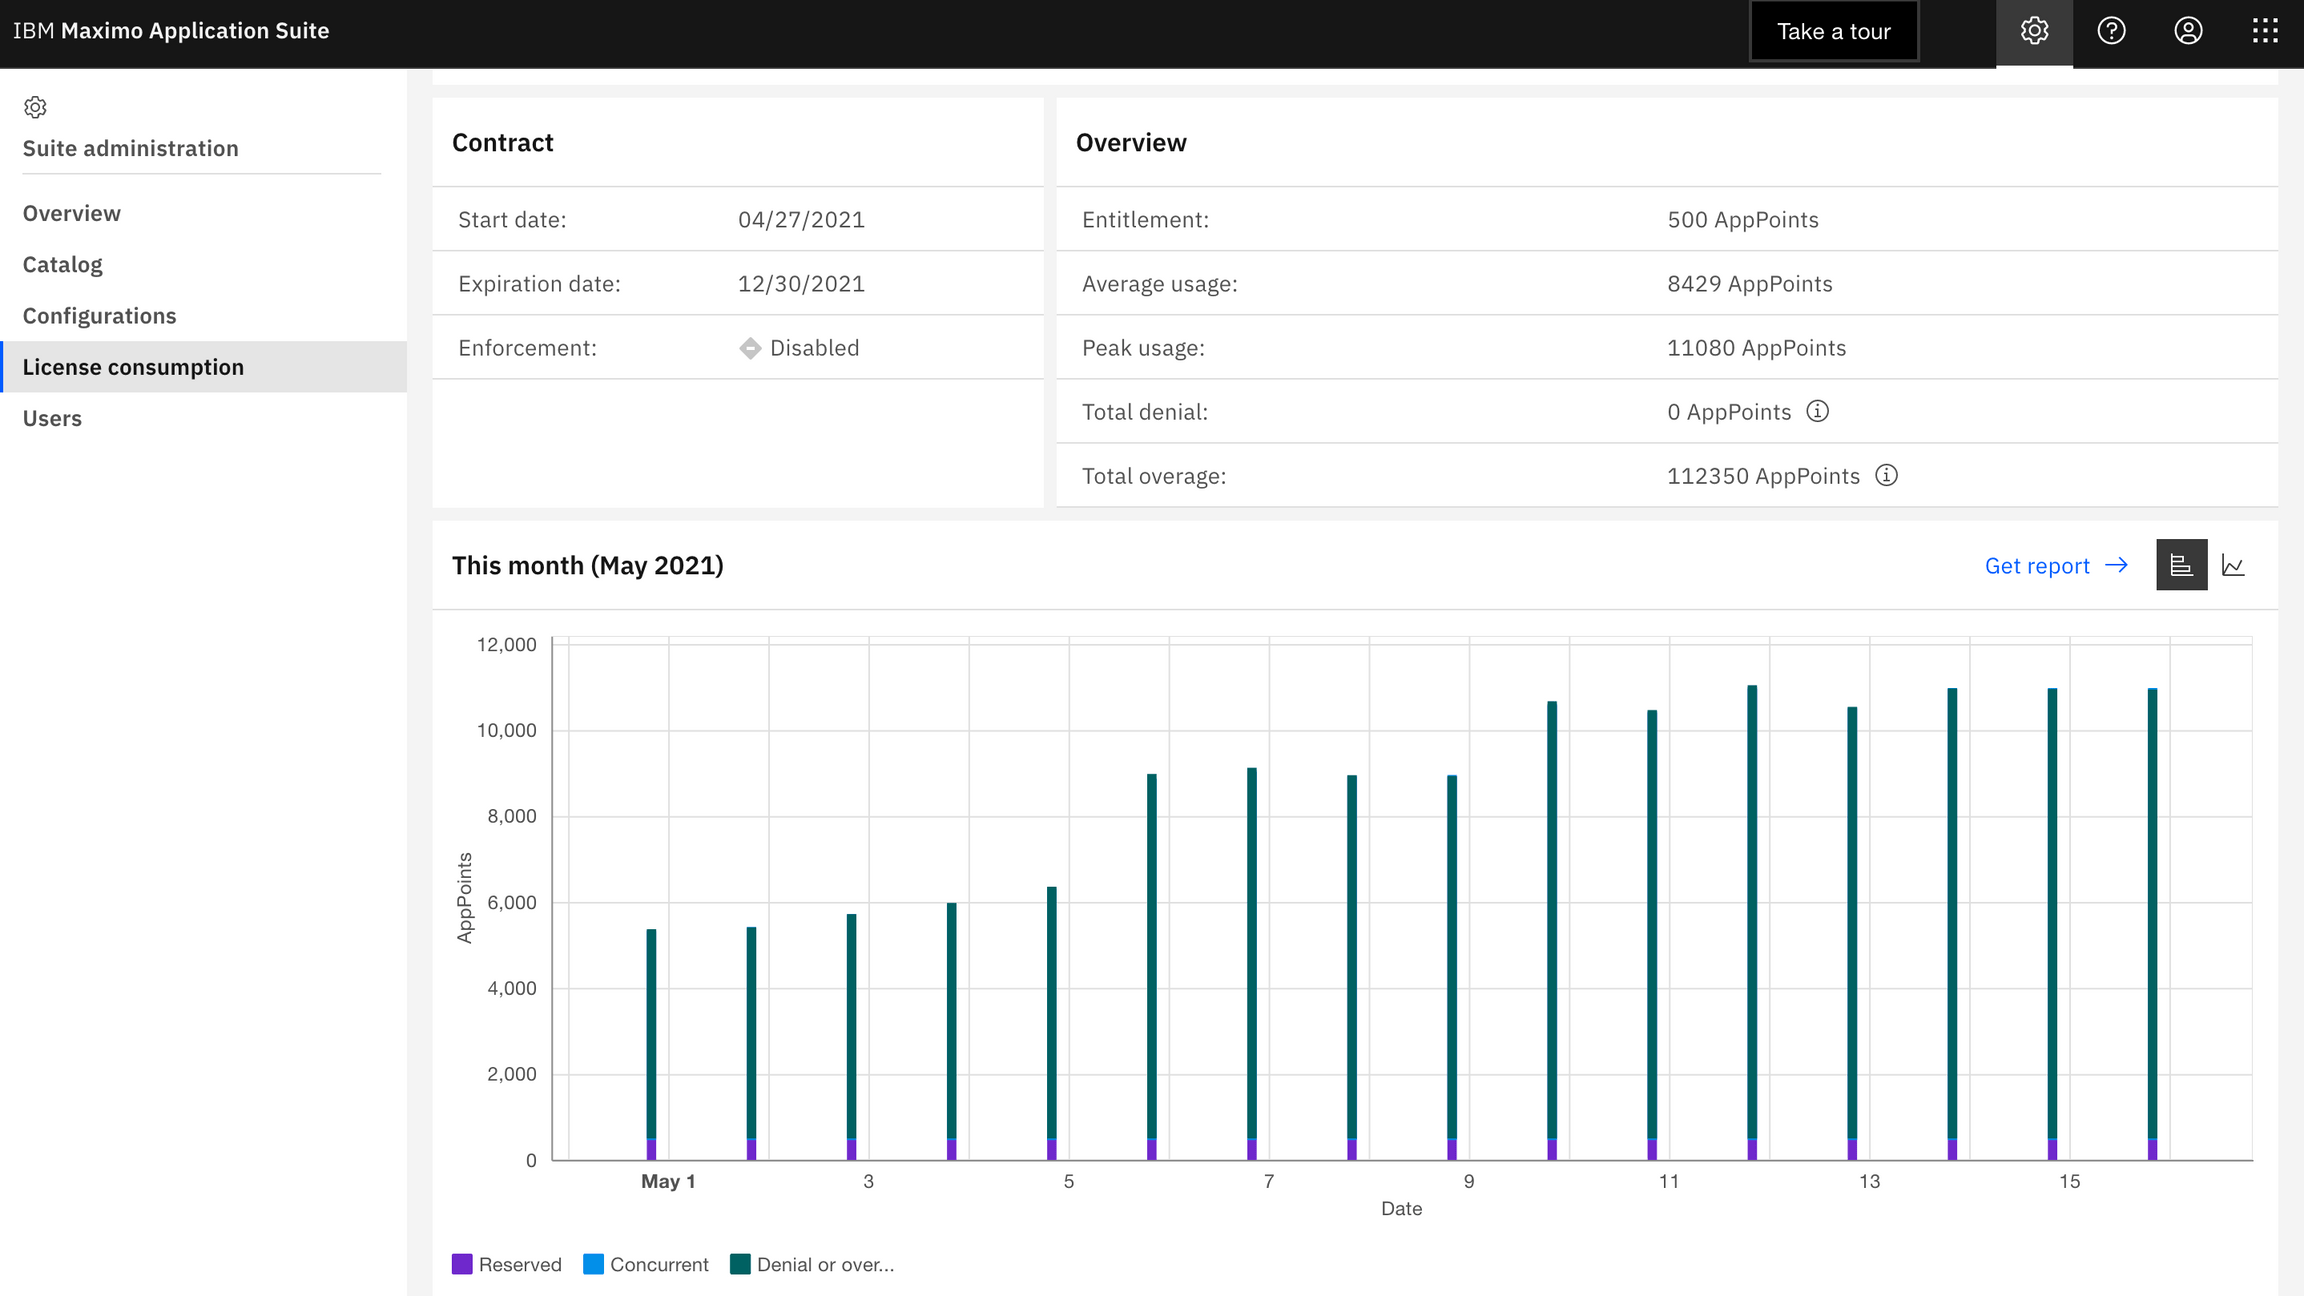 IBM Maximo Application Suite
Take a tour
Suite administration
Overview
Catalog
Configurations
License consumption
Users
Contract
Start date: 04/27/2021
Expiration date: 12/30/2021
Enforcement: Disabled
Overview
Entitlement: 500 AppPoints
Average usage: 8429 AppPoints
Peak usage: 11080 AppPoints
Total denial: 0 AppPoints
Total overage: 112350 AppPoints
This month (May 2021)
Get report
12,000
10,000
8,000
6,000
4,000
2,000
0
AppPoints
May 1 3 5 7 9 11 13 15
Date
Reserved Concurrent Denial or over...